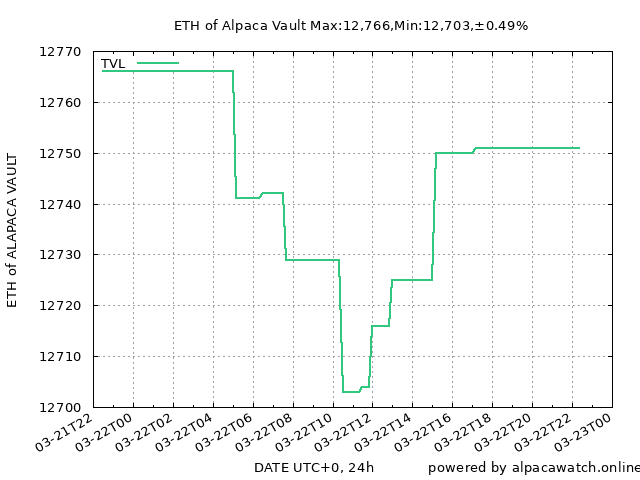 ETH of Alpaca Vault Max:12,766,Min:12,703,±0.49%
TVL
ETH of ALAPACA VAULT
12770
12760
12750
12740
12730
12720
12710
12700
03-21T22
03-22T00
03-22T02
03-22T04
03-22T06
03-22T08
03-22T10
03-22T12
03-22T14
03-22T16
03-22T18
03-22T20
03-22T22
03-23T00
DATE UTC+0, 24h
powered by alpacawatch.online